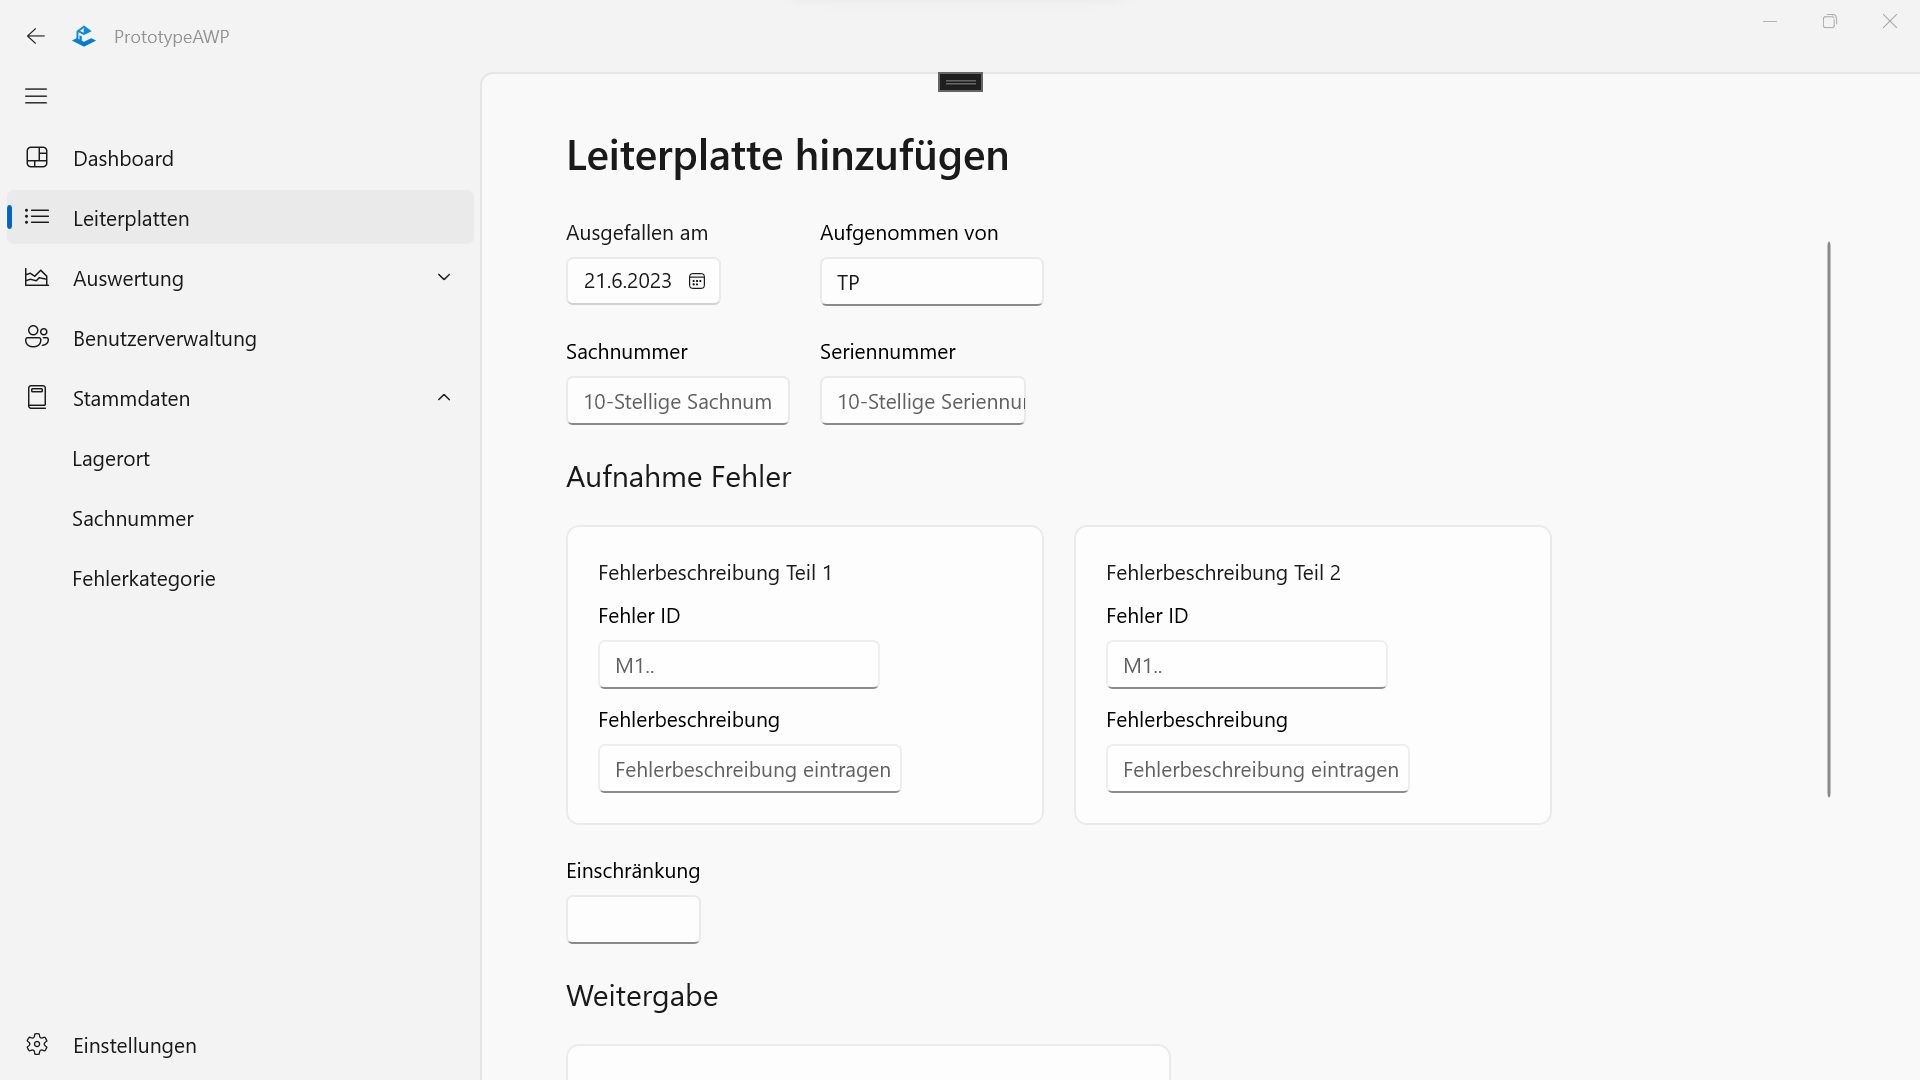 PrototypeAWP
Dashboard
Leiterplatten
Auswertung
Benutzerverwaltung
Stammdaten
Lagerort
Sachnummer
Fehlerkategorie
Einstellungen
Leiterplatte hinzufügen
Ausgefallen am
Aufgenommen von
21.6.2023
TP
Sachnummer
Seriennummer
10-Stellige Sachnum
10-Stellige Seriennu
Aufnahme Fehler
Fehlerbeschreibung Teil 1
Fehler ID
M1..
Fehlerbeschreibung
Fehlerbeschreibung eintragen
Fehlerbeschreibung Teil 2
Fehler ID
M1..
Fehlerbeschreibung
Fehlerbeschreibung eintragen
Einschränkung
Weitergabe